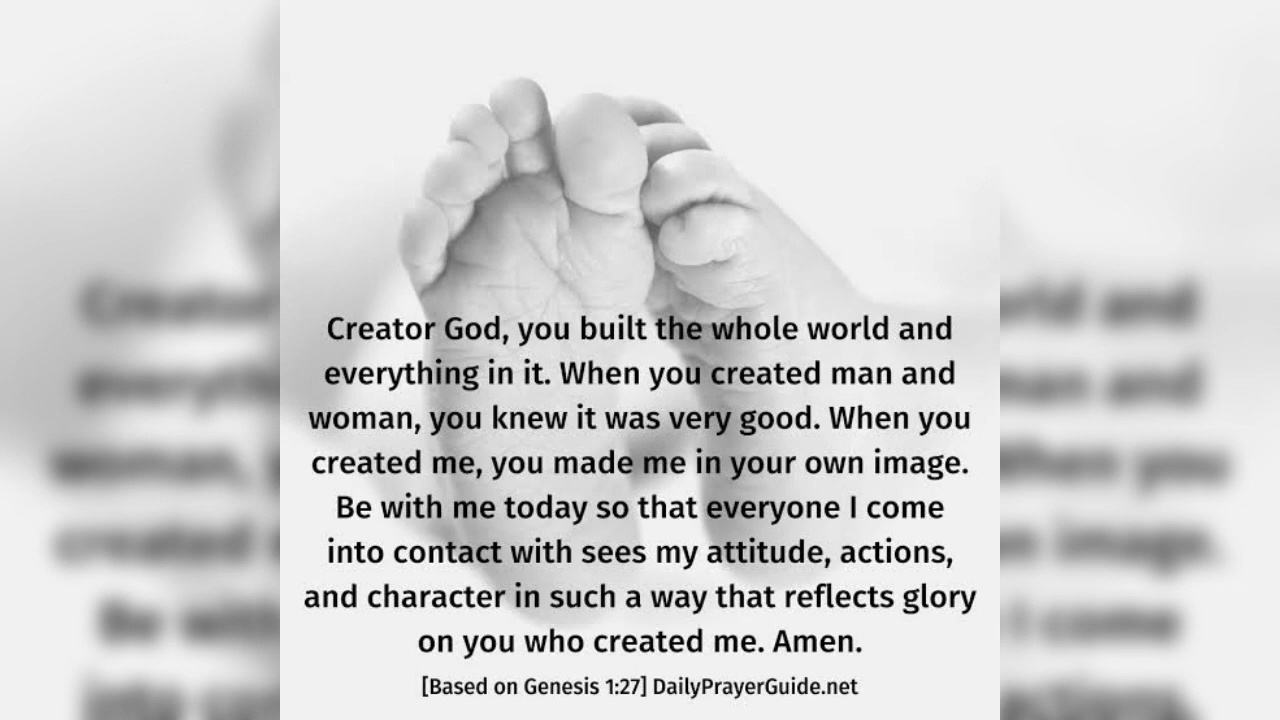 Creator God, you built the whole world and
everything in it. When you created man and
woman, you knew it was very good. When you
created me, you made me in your own image.
Be with me today so that everyone I come
into contact with sees my attitude, actions,
and character in such a way that reflects glory
on you who created me. Amen.
[Based on Genesis 1:27] DailyPrayerGuide.net